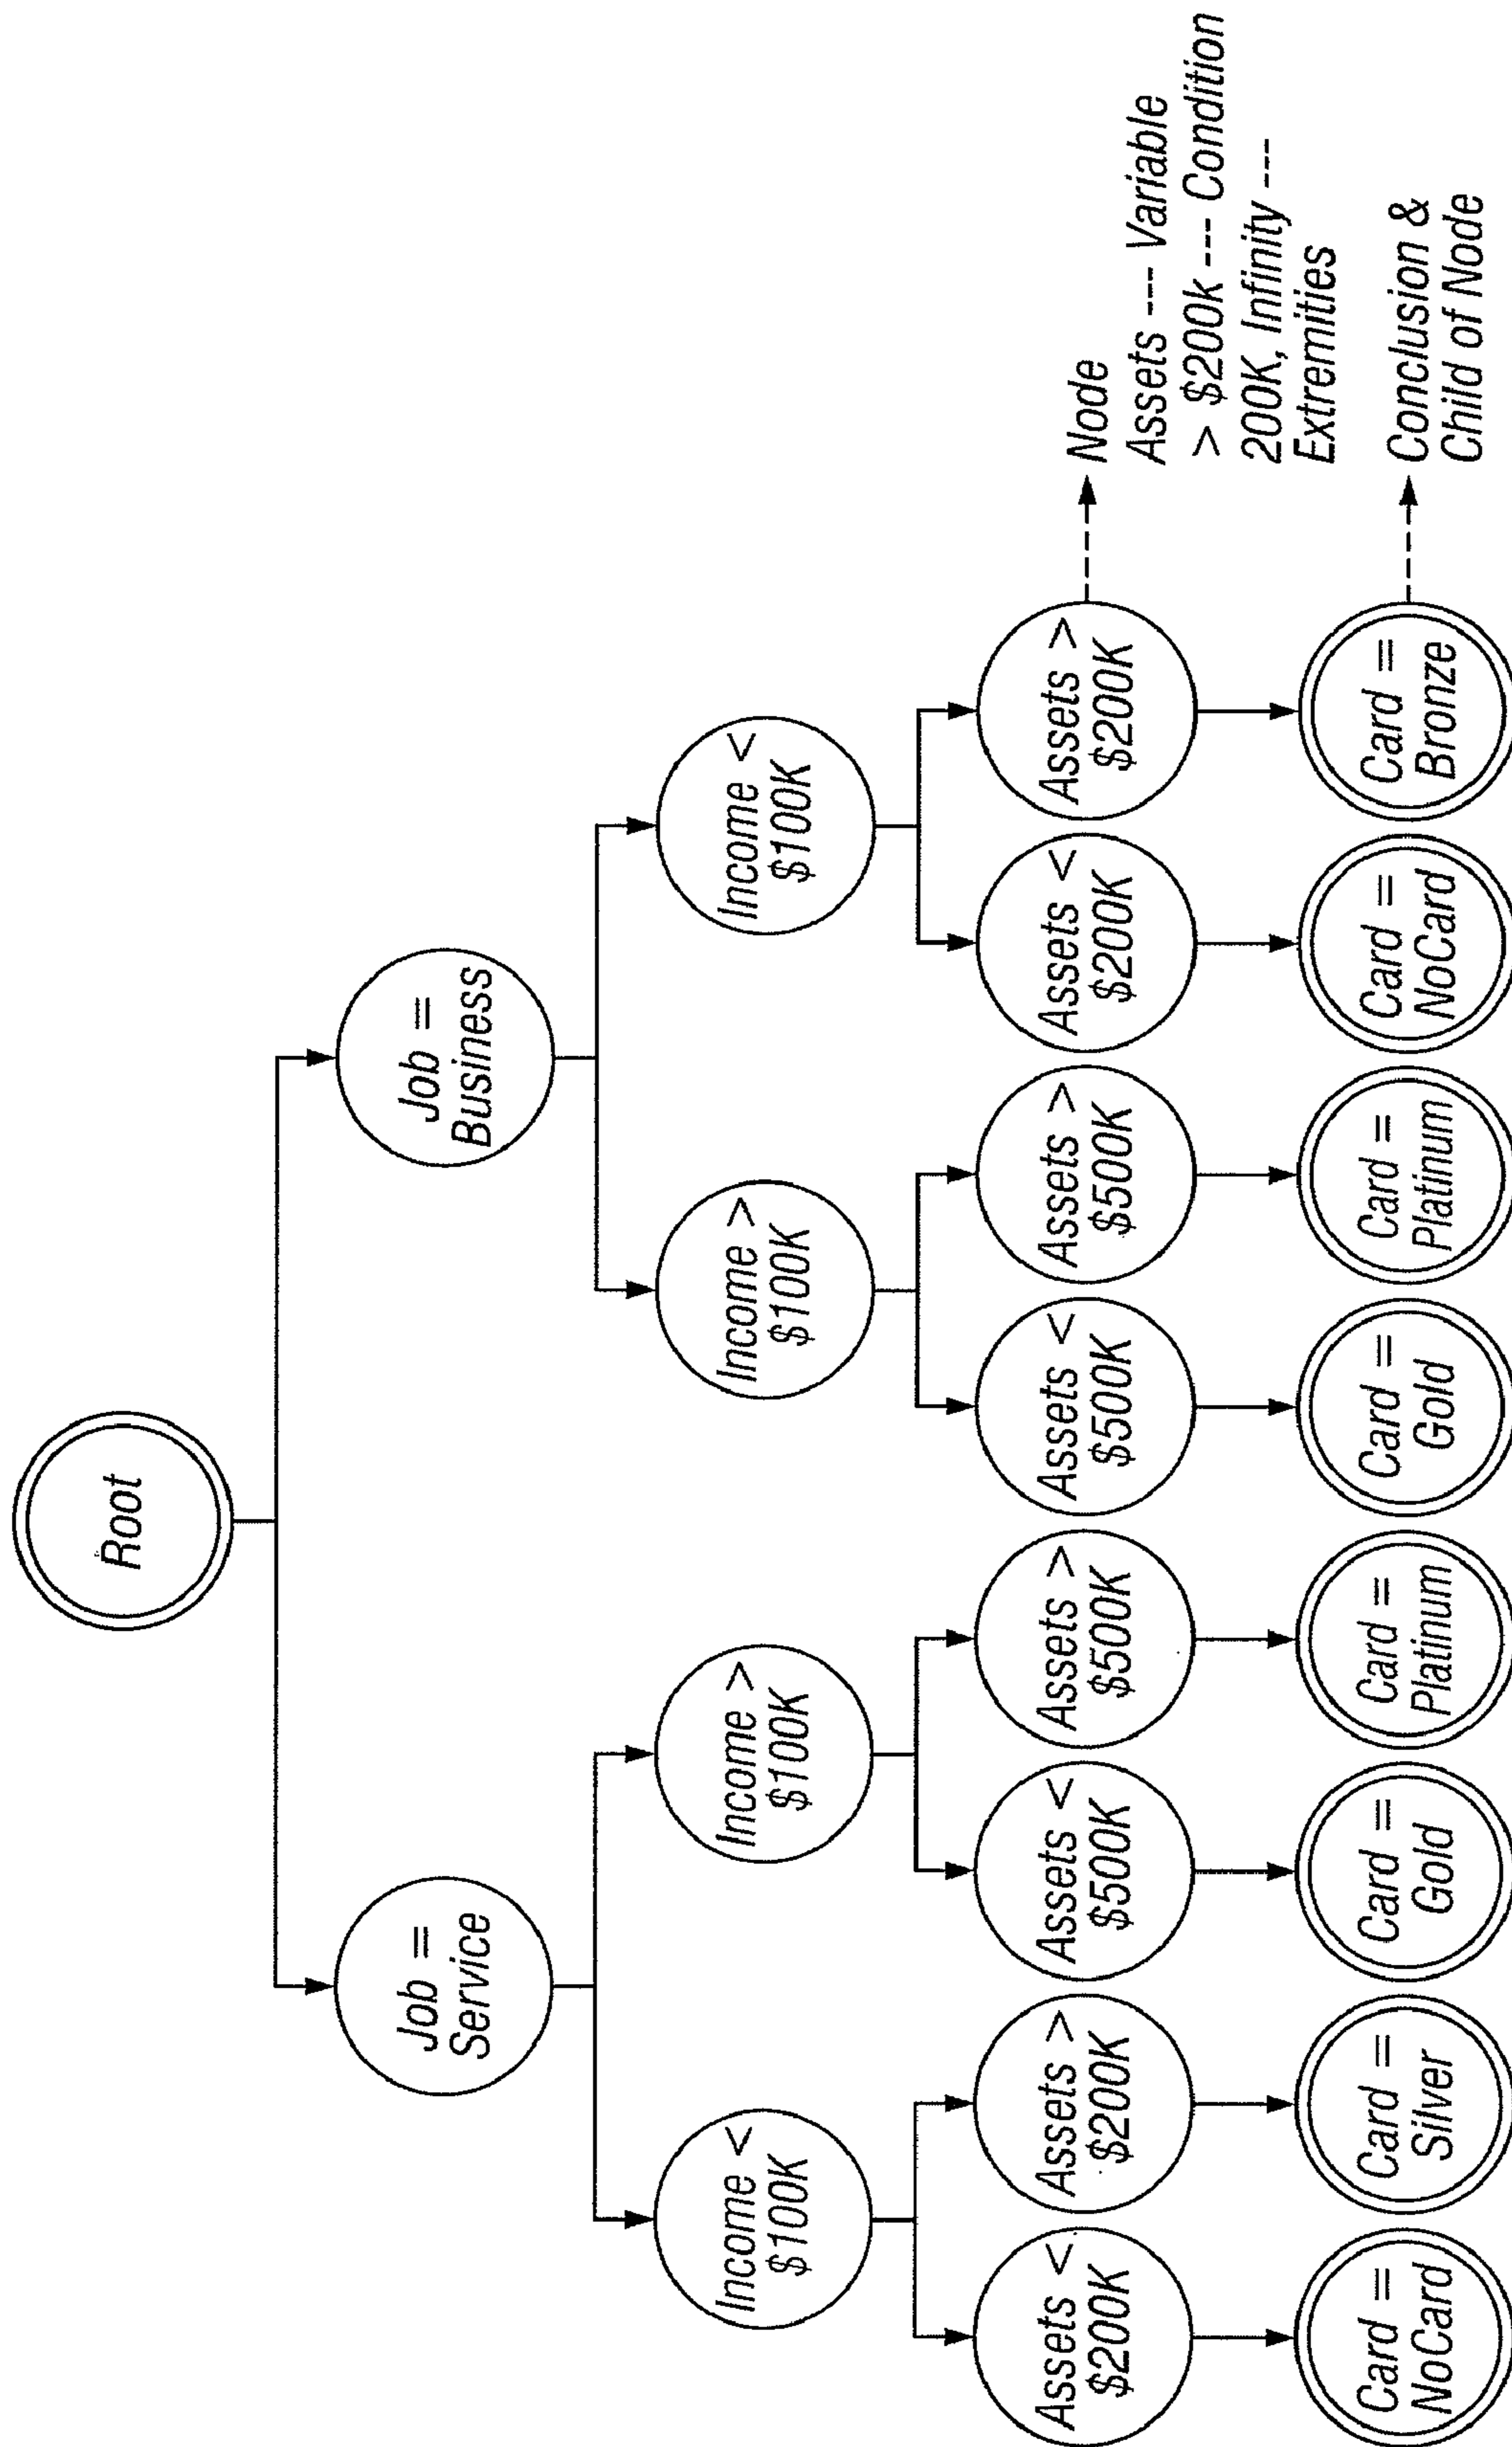 Root
Job =
Service
Job =
Business
Income <
$100K
Income >
$100K
Income >
$100K
Income <
$100K
Assets <
$200K
Assets >
$200K
Assets <
$500K
Assets >
$500K
Assets <
$500K
Assets >
$500K
Assets <
$200K
Assets >
$200K
Node
Assets --- Variable
> $200k --- Condition
200K, Infinity ---
Extremities
Card =
NoCard
Card =
Silver
Card =
Gold
Card =
Platinum
Card =
Gold
Card =
Platinum
Card =
NoCard
Card =
Bronze
Conclusion &
Child of Node